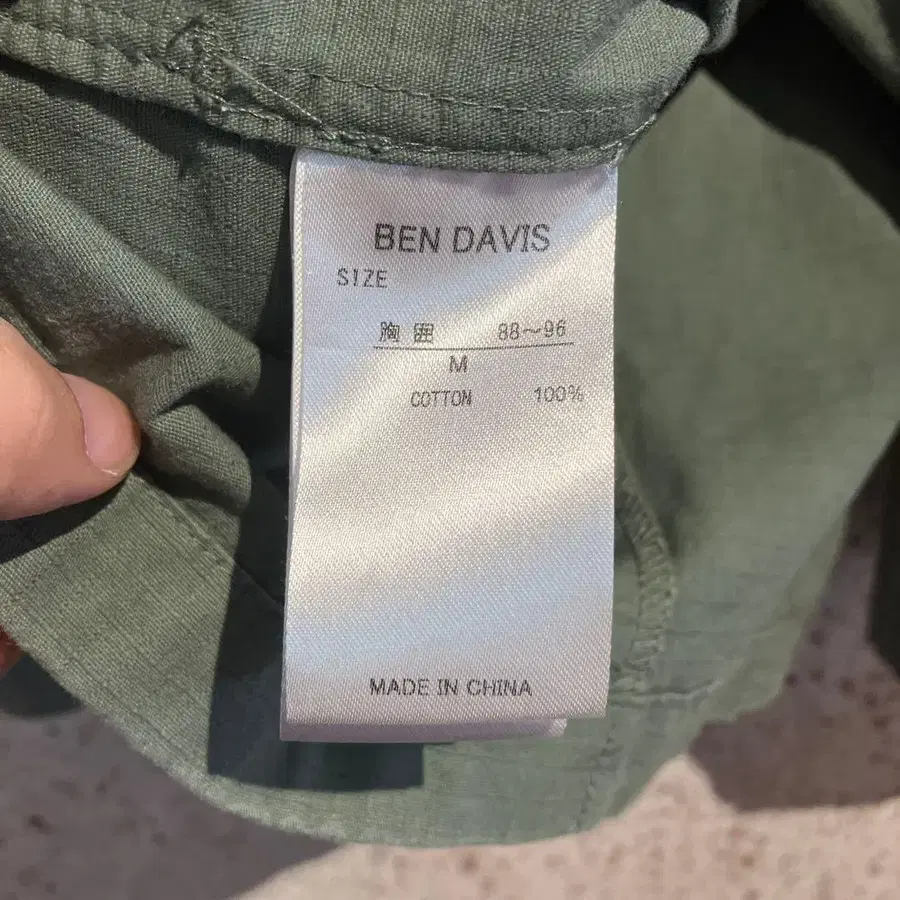 BEN DAVIS
SIZE
胸囲 88～96
M
COTTON 100%
MADE IN CHINA